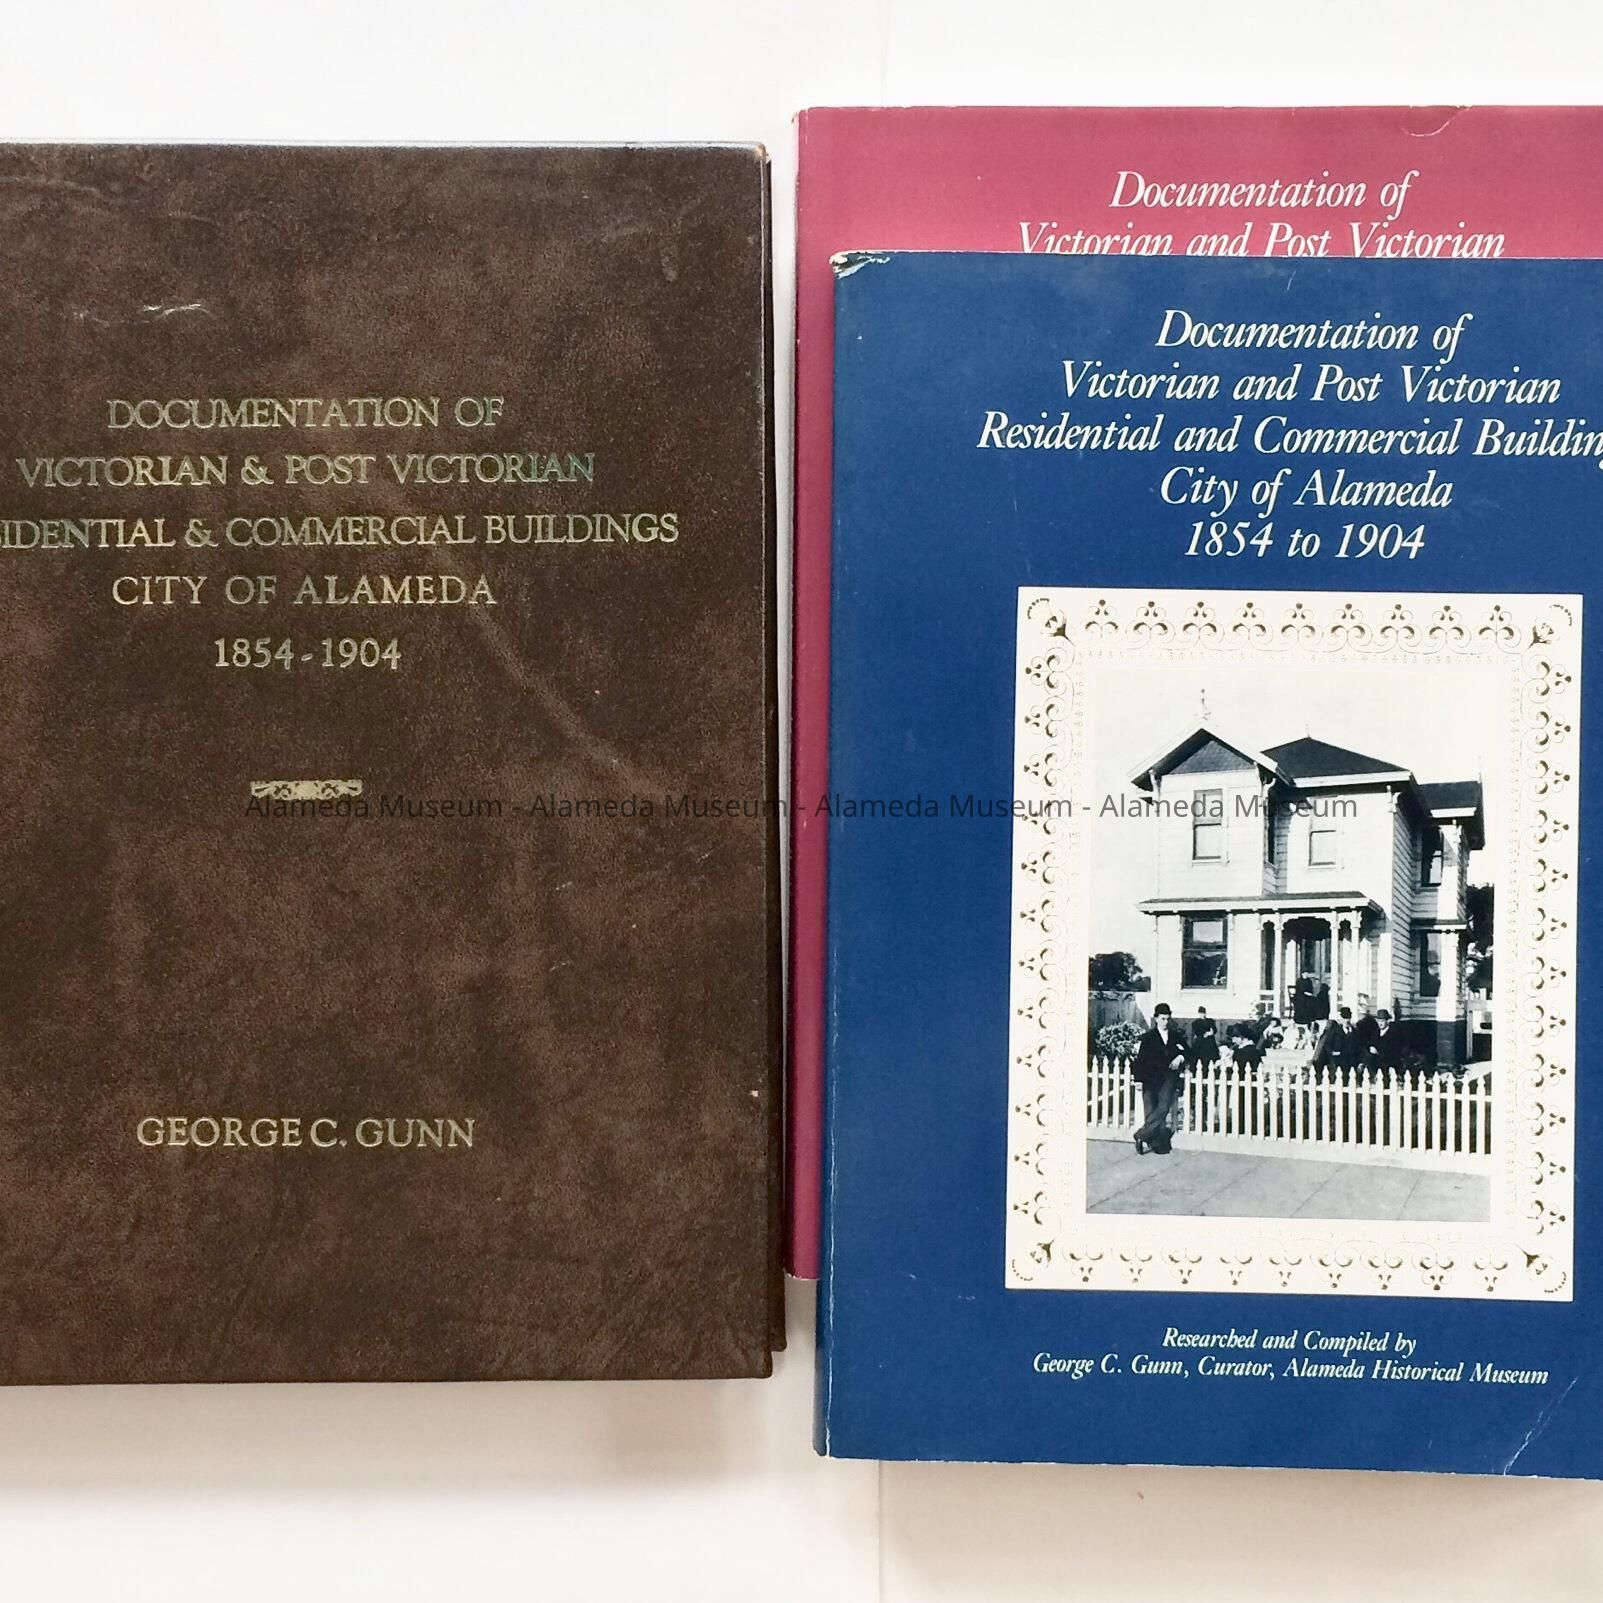 DOCUMENTATION OF
VICTORIAN & POST VICTORIAN
SIDENTIAL & COMMERCIAL BUILDINGS
CITY OF ALAMEDA
1854-1904
GEORGE C. GUNN
Documentation of
Victorian and Post Victorian
Documentation of
Victorian and Post Victorian
Residential and Commercial Building
City of Alameda
1854 to 1904
Researched and Compiled by
George C. Gunn, Curator, Alameda Historical Museum
Alameda Museum - Alameda Museum - Alameda Museum - Alameda Museum